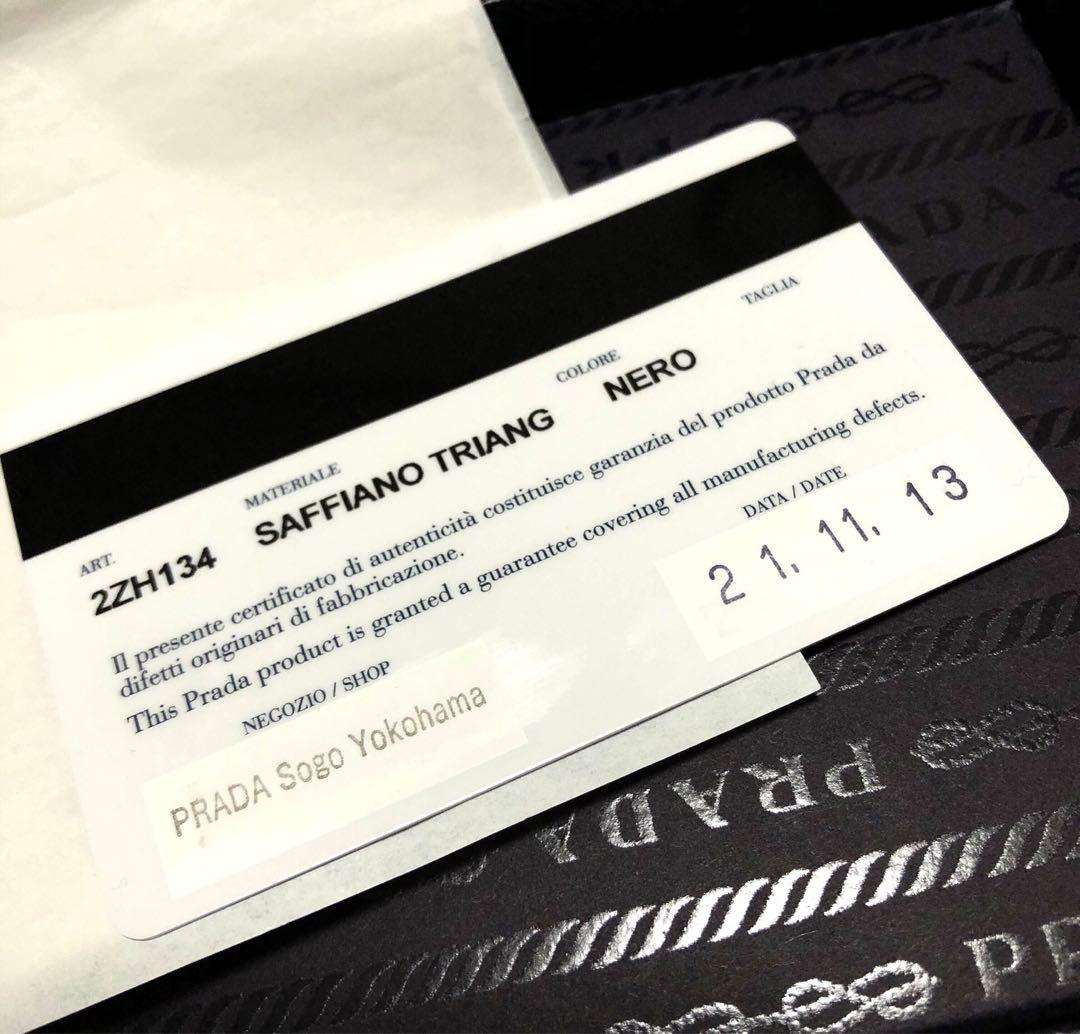 ART.
MATERIALE
COLORE
TAGLIA
2ZH134
SAFFIANO TRIANG
NERO
Il presente certificato di autenticità costituisce garanzia del prodotto Prada da
difetti originari di fabbricazione.
This Prada product is granted a guarantee covering all manufacturing defects.
NEGOZIO / SHOP
DATA / DATE
PRADA Sogo Yokohama
21. 11. 13
PRADA
PRADA